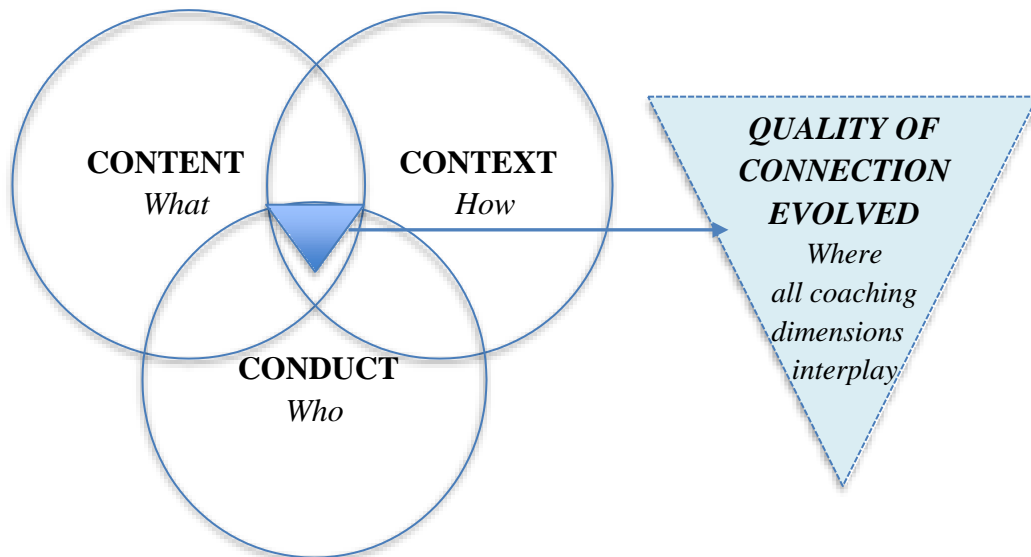 CONTENT
What
CONTEXT
How
CONDUCT
Who
QUALITY OF
CONNECTION
EVOLVED
Where
all coaching
dimensions
interplay